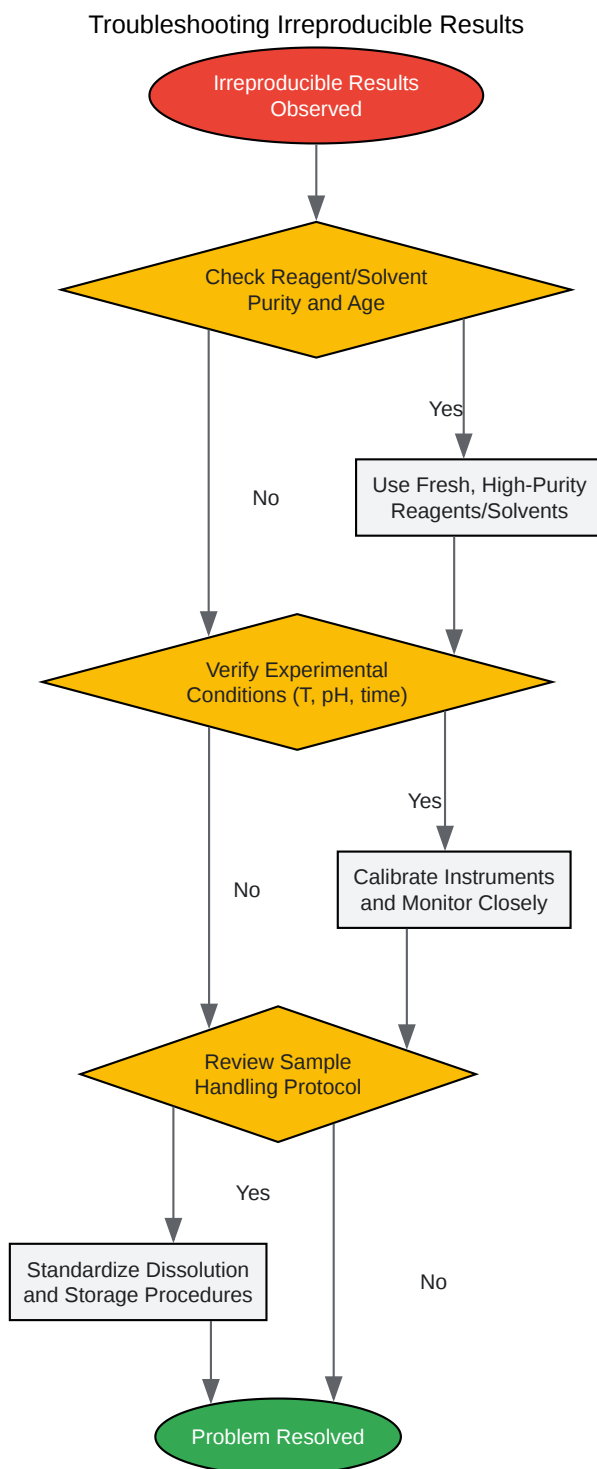 Troubleshooting Irreproducible Results
Irreproducible Results
Observed
Check Reagent/Solvent
Purity and Age
Yes
Use Fresh, High-Purity
Reagents/Solvents
No
Verify Experimental
Conditions (T, pH, time)
Yes
Calibrate Instruments
and Monitor Closely
No
Review Sample
Handling Protocol
Yes
Standardize Dissolution
and Storage Procedures
No
Problem Resolved